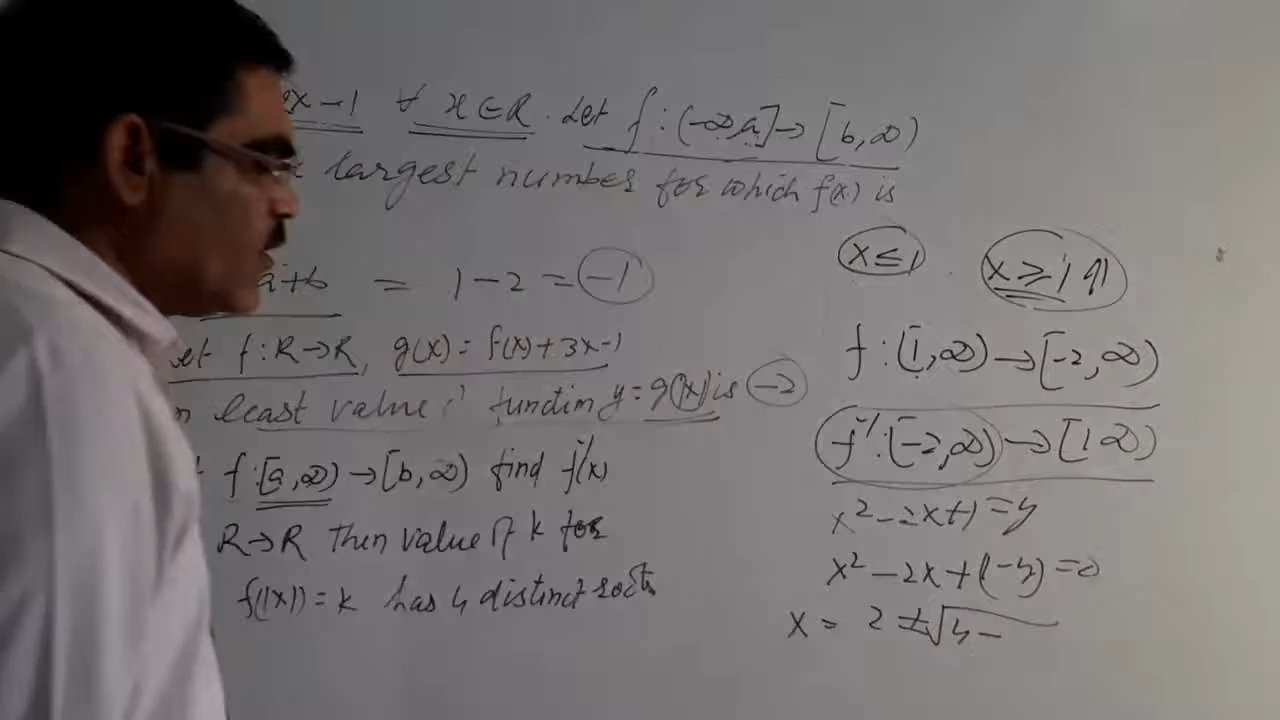 x-1 ∀ x∈R. Let f:(-∞,a]→[b,∞)
largest number for which f(x) is
a+b = 1-2 = -1
et f:R→R, g(x)=f(x)+3x-1
n least value of function y=g(|x|) is -2
f:[a,∞)→[b,∞) find f⁻¹(x)
R→R Then value of k for
f(|x|)=k has 4 distinct roots
x≤1 x≥1 ⇑
f:[1,∞)→[-2,∞)
f⁻¹:[-2,∞)→[1 ∞)
x²-2x+1=y
x²-2x+(1-y)=0
x = 2±√4-